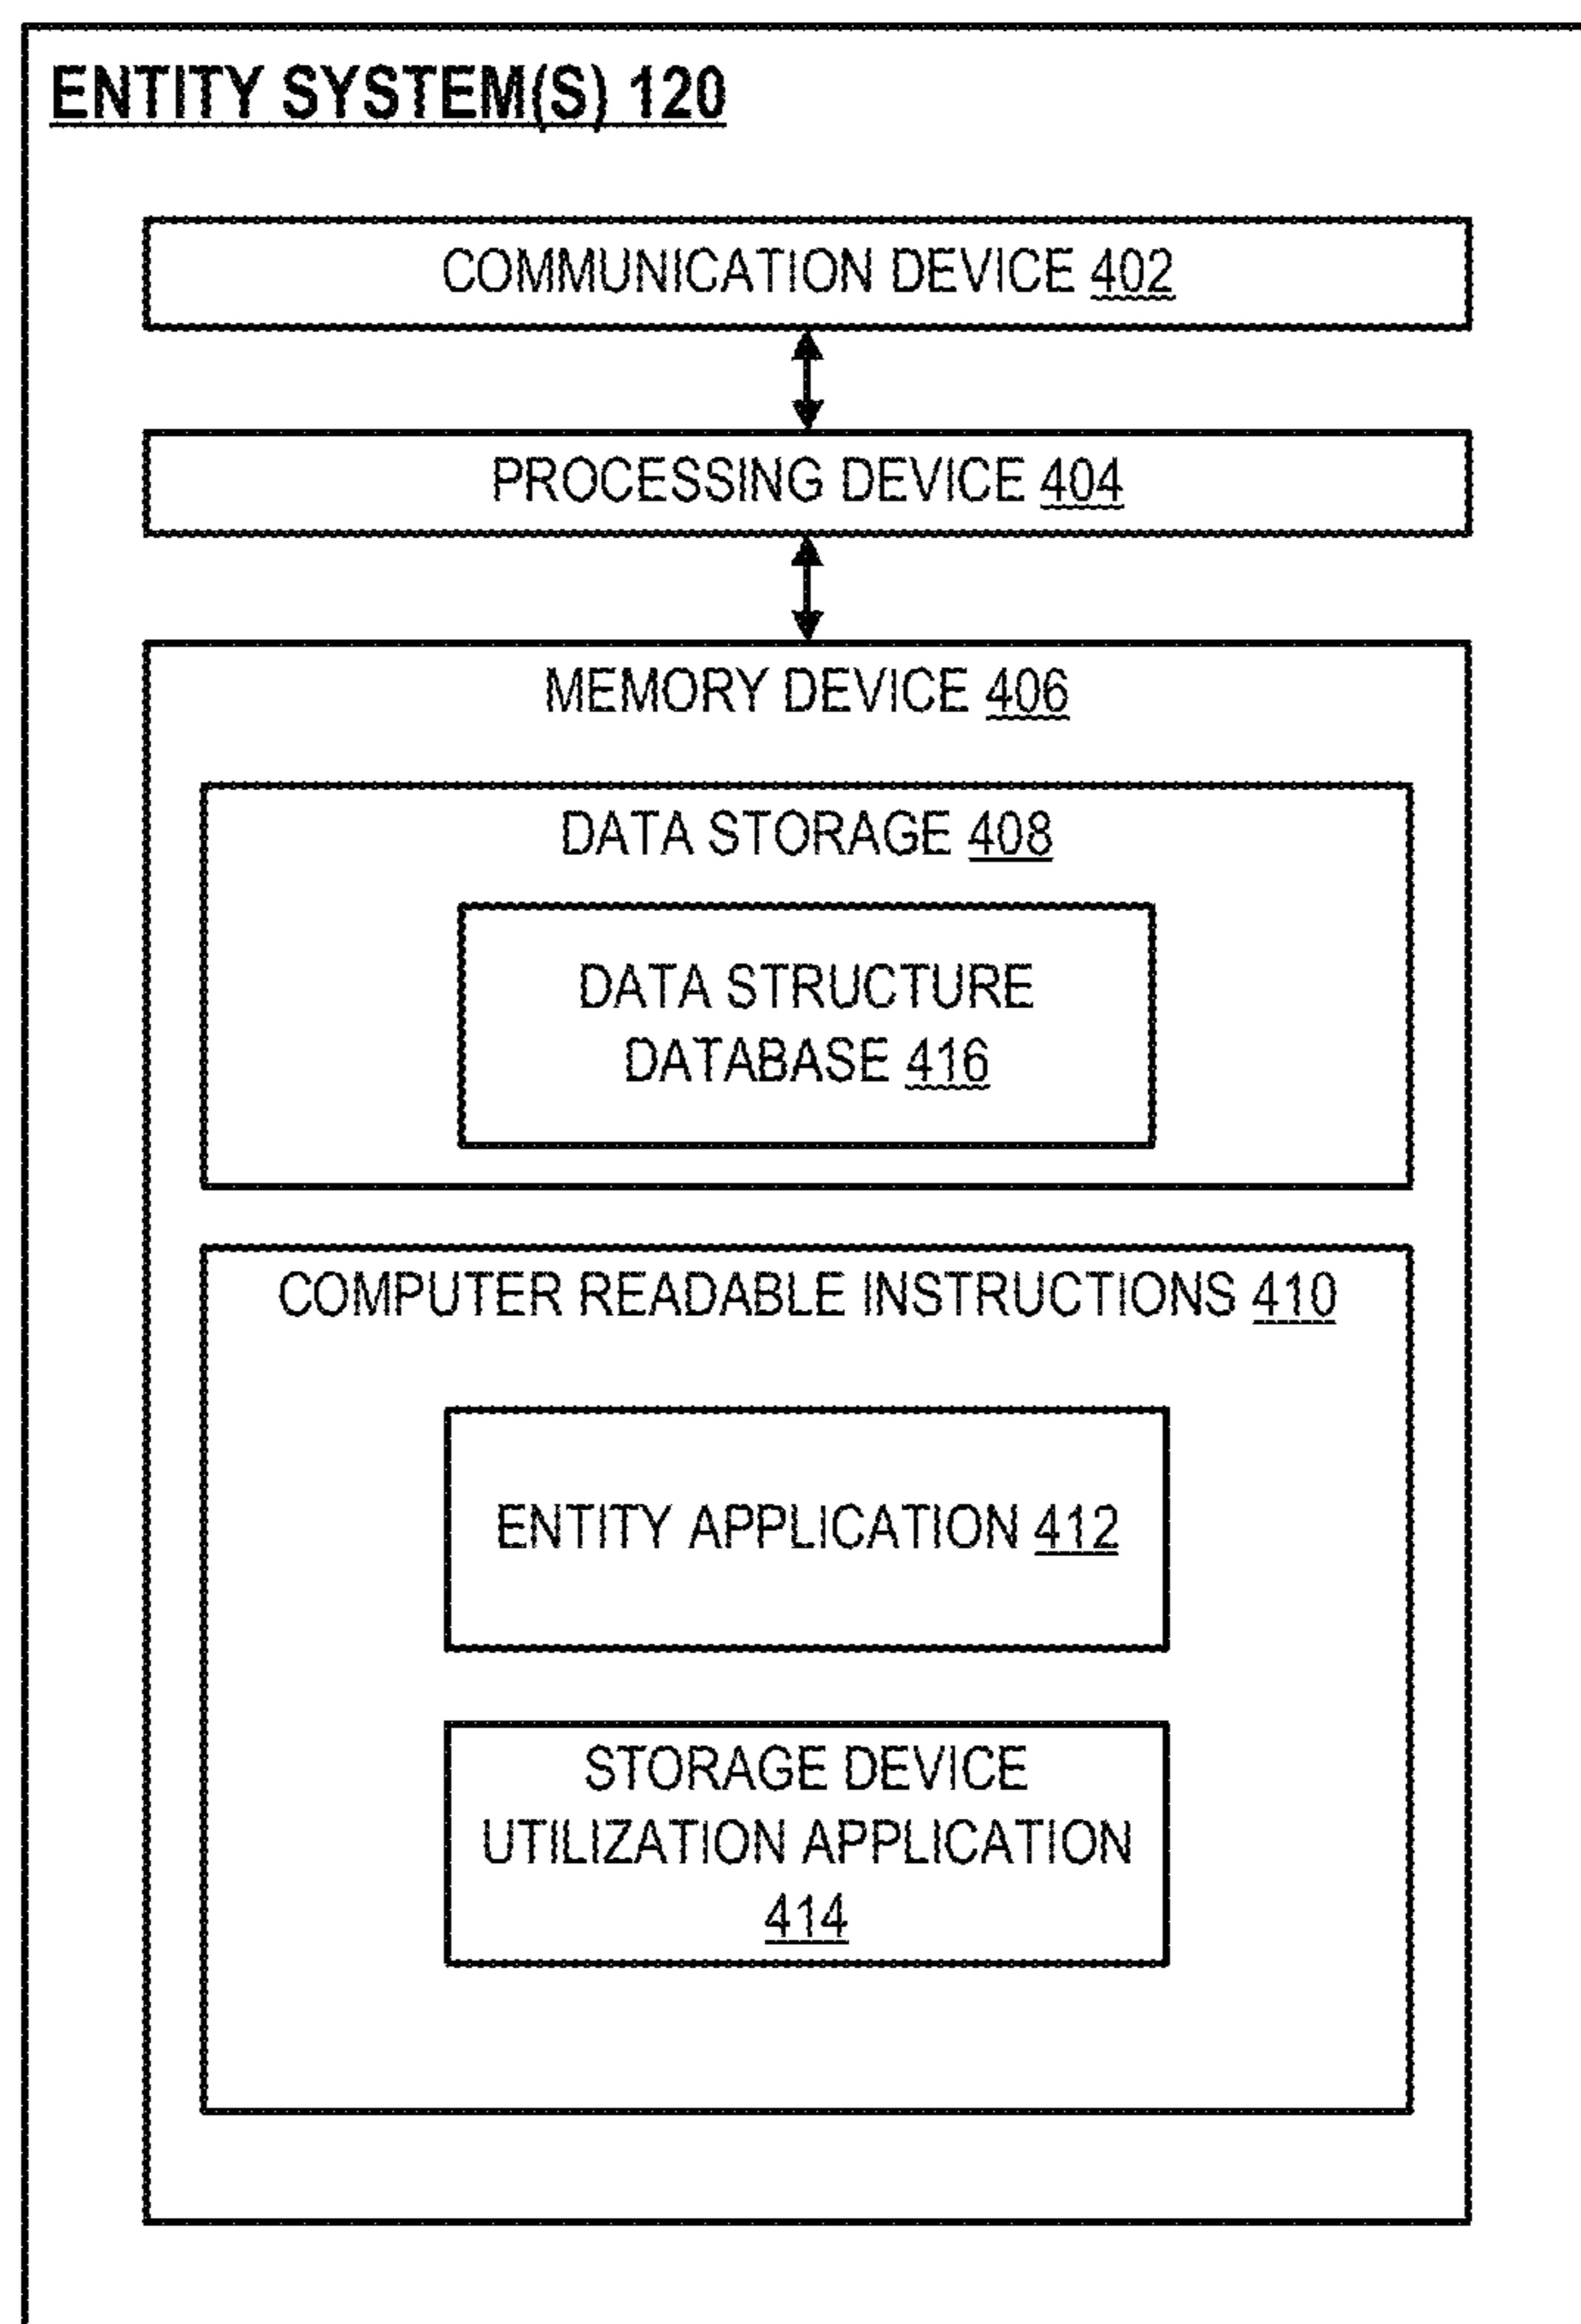 ENTITY SYSTEM(S) 120
COMMUNICATION DEVICE 402
PROCESSING DEVICE 404
MEMORY DEVICE 406
DATA STORAGE 408
DATA STRUCTURE
DATABASE 416
COMPUTER READABLE INSTRUCTIONS 410
ENTITY APPLICATION 412
STORAGE DEVICE
UTILIZATION APPLICATION
414